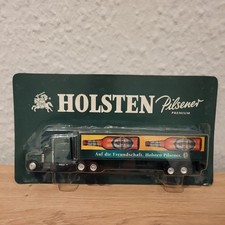 HOLSTEN Pilsener
PREMIUM
Auf die Freundschaft. Holsten Pilsener.